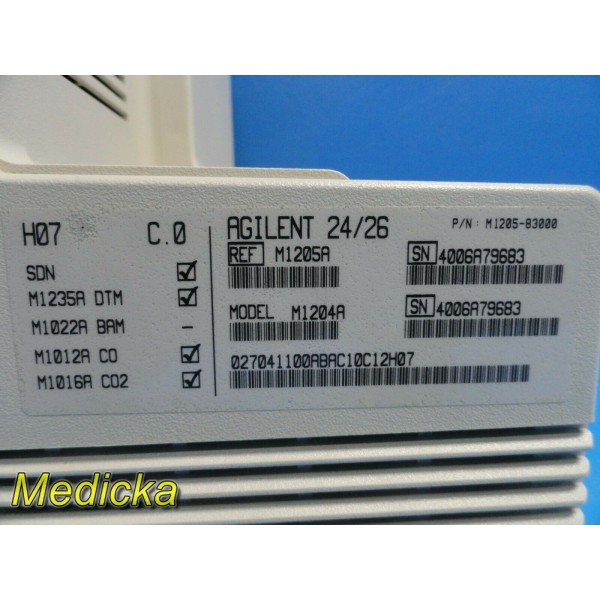 H07 C.0
SDN ☑
M1235A DTM ☑
M1022A BAM –
M1012A CO ☑
M1016A CO2 ☑
AGILENT 24/26 P/N: M1205-83000
REF M1205A SN 4006A79683
MODEL M1204A SN 4006A79683
027041100ABAC10C12H07
Medicka